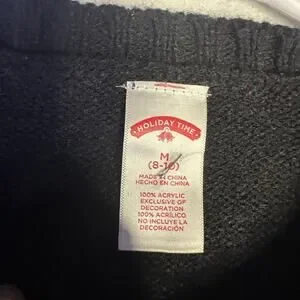 HOLIDAY TIME
M
(8-10)
MADE IN CHINA
HECHO EN CHINA
100% ACRYLIC
EXCLUSIVE OF
DECORATION
100% ACRÍLICO
NO INCLUYE LA
DECORACIÓN